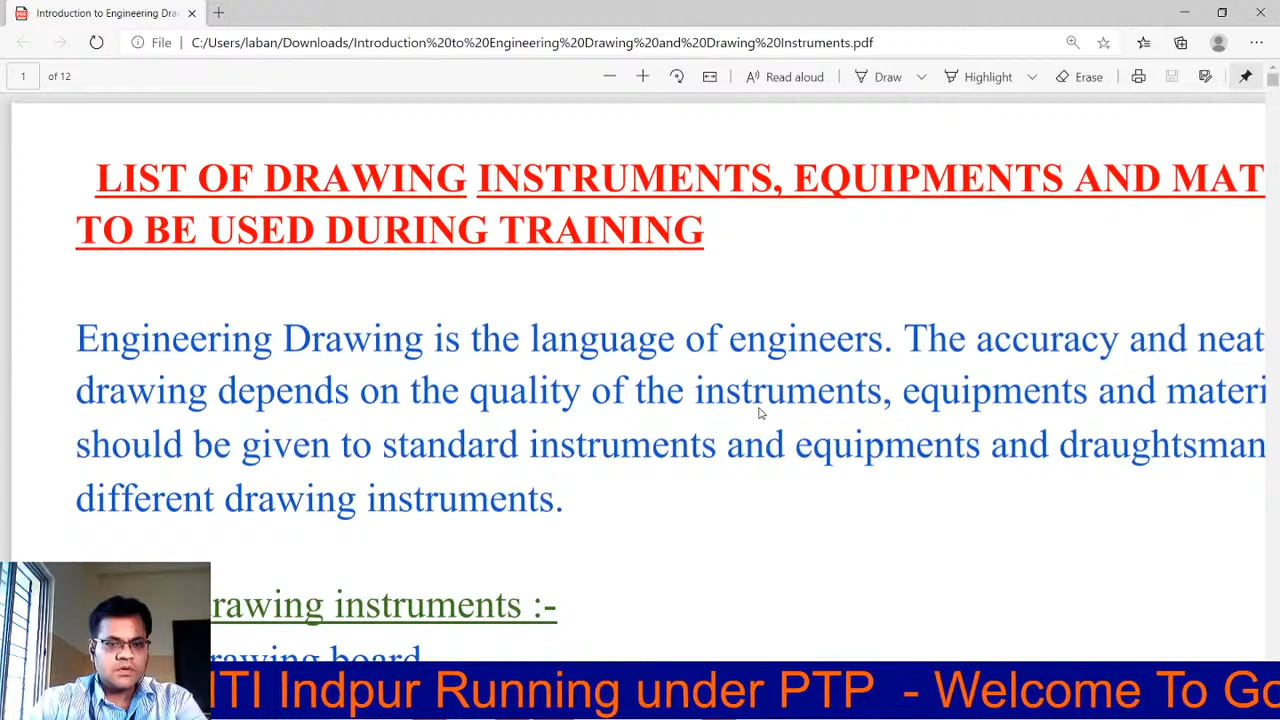 Introduction to Engineering Dra
File C:/Users/laban/Downloads/Introduction%20to%20Engineering%20Drawing%20and%20Drawing%20Instruments.pdf
1 of 12 Read aloud Draw Highlight Erase
LIST OF DRAWING INSTRUMENTS, EQUIPMENTS AND MAT
TO BE USED DURING TRAINING
Engineering Drawing is the language of engineers. The accuracy and neat
drawing depends on the quality of the instruments, equipments and materi
should be given to standard instruments and equipments and draughtsman
different drawing instruments.
rawing instruments :-
rawing board
ITI Indpur Running under PTP - Welcome To Go